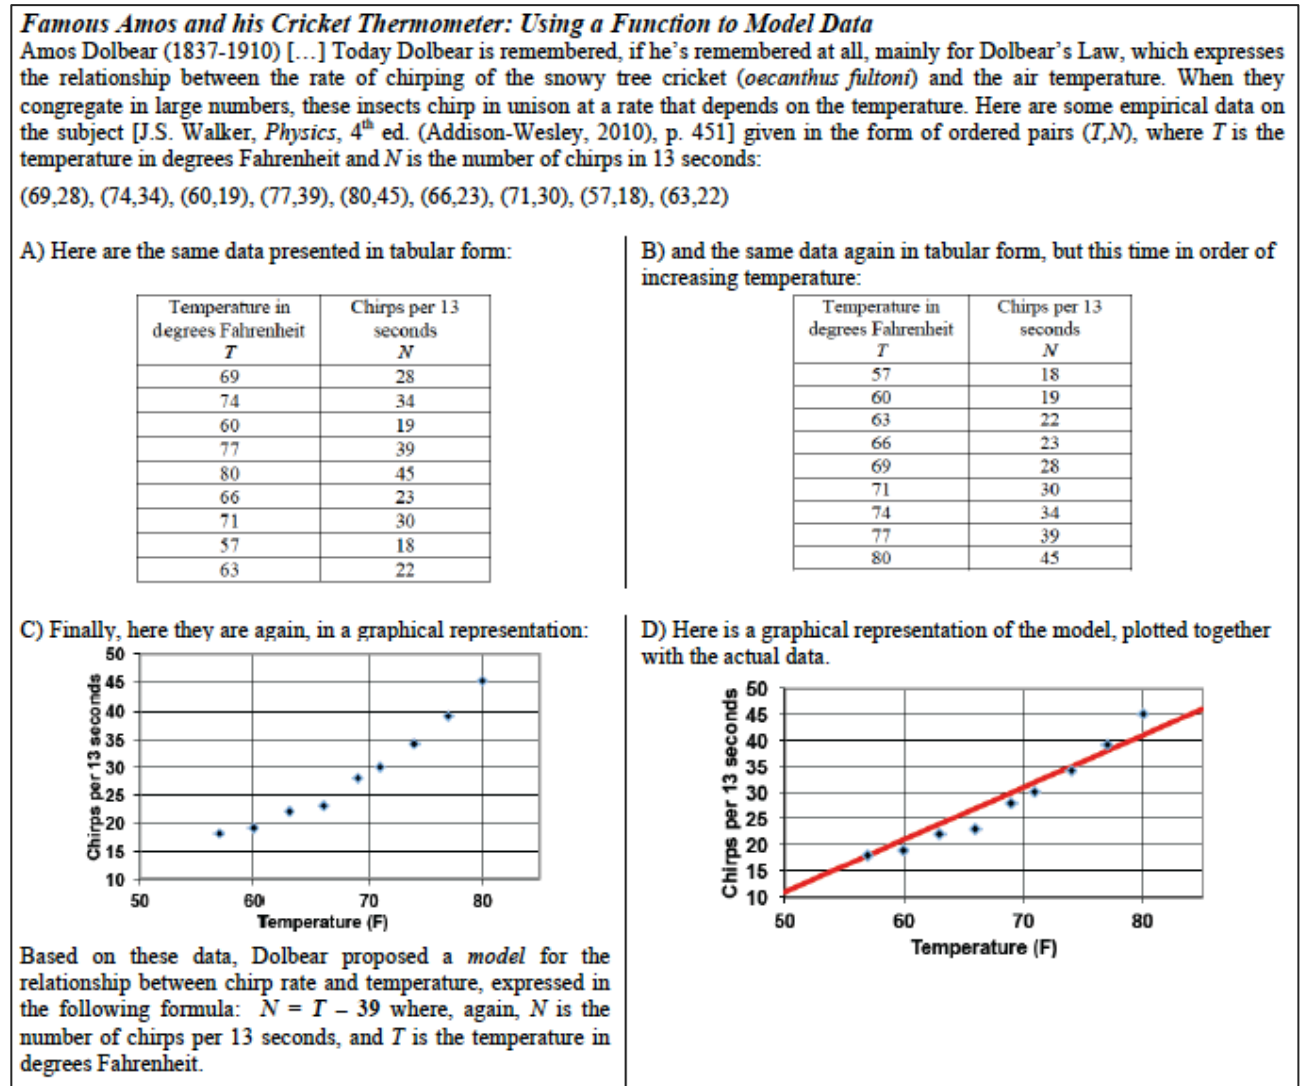 Famous Amos and his Cricket Thermometer: Using a Function to Model Data
Amos Dolbear (1837-1910) […] Today Dolbear is remembered, if he’s remembered at all, mainly for Dolbear’s Law, which expresses
the relationship between the rate of chirping of the snowy tree cricket (oecanthus fultoni) and the air temperature. When they
congregate in large numbers, these insects chirp in unison at a rate that depends on the temperature. Here are some empirical data on
the subject [J.S. Walker, Physics, 4th ed. (Addison-Wesley, 2010), p. 451] given in the form of ordered pairs (T,N), where T is the
temperature in degrees Fahrenheit and N is the number of chirps in 13 seconds:
(69,28), (74,34), (60,19), (77,39), (80,45), (66,23), (71,30), (57,18), (63,22)
A) Here are the same data presented in tabular form:
Temperature in Chirps per 13
degrees Fahrenheit seconds
T N
69 28
74 34
60 19
77 39
80 45
66 23
71 30
57 18
63 22
B) and the same data again in tabular form, but this time in order of
increasing temperature:
Temperature in Chirps per 13
degrees Fahrenheit seconds
T N
57 18
60 19
63 22
66 23
69 28
71 30
74 34
77 39
80 45
C) Finally, here they are again, in a graphical representation:
Chirps per 13 seconds
50
45
40
35
30
25
20
15
10
50 60 70 80
Temperature (F)
Based on these data, Dolbear proposed a model for the
relationship between chirp rate and temperature, expressed in
the following formula: N = T – 39 where, again, N is the
number of chirps per 13 seconds, and T is the temperature in
degrees Fahrenheit.
D) Here is a graphical representation of the model, plotted together
with the actual data.
Chirps per 13 seconds
50
45
40
35
30
25
20
15
10
50 60 70 80
Temperature (F)